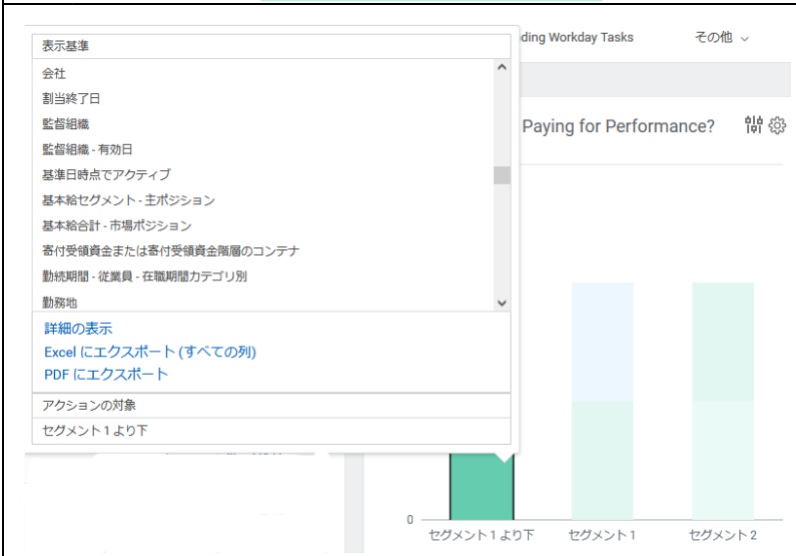 表示基準
会社
割当終了日
監督組織
監督組織 - 有効日
基準日時点でアクティブ
基本給セグメント - 主ポジション
基本給合計 - 市場ポジション
寄付受領資金または寄付受領資金階層のコンテナ
勤続期間 - 従業員 - 在職期間カテゴリ別
勤務地
詳細の表示
Excel にエクスポート (すべての列)
PDF にエクスポート
アクションの対象
セグメント 1 より下
ding Workday Tasks
その他
Paying for Performance?
0
セグメント 1 より下
セグメント 1
セグメント 2